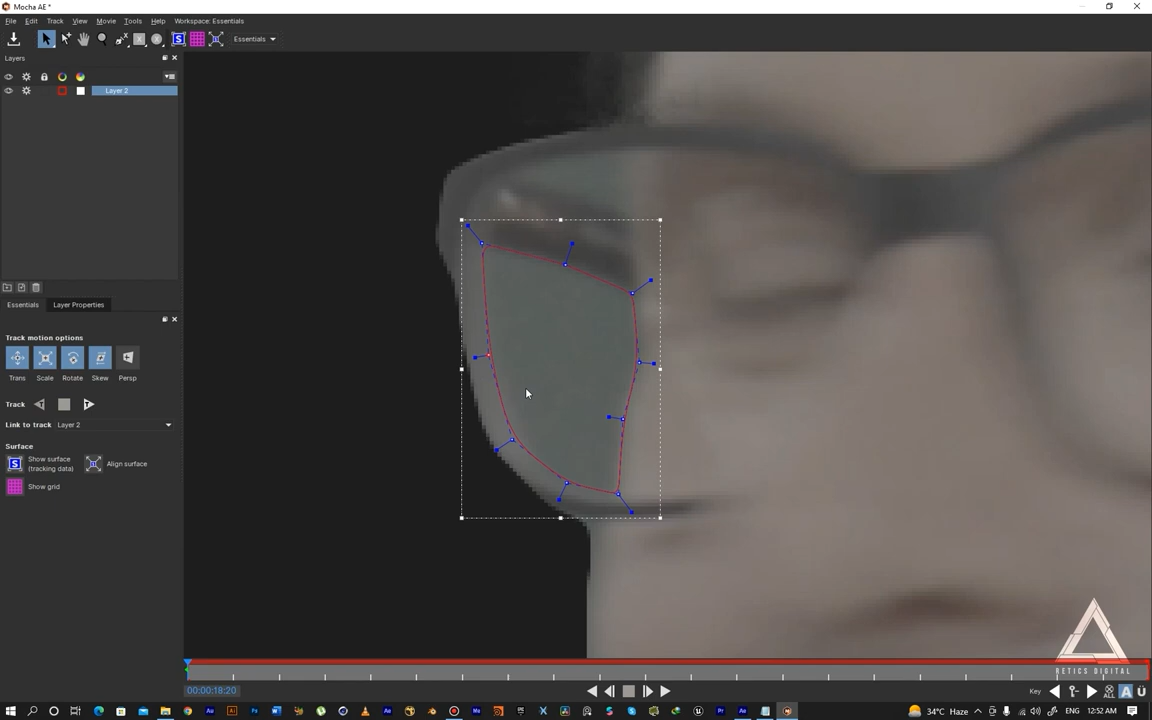 Mocha AE *
File Edit Track View Movie Tools Help Workspace: Essentials
Essentials
Layers
Layer 2
Essentials Layer Properties
Track motion options
Trans Scale Rotate Skew Persp
Track
Link to track Layer 2
Surface
Show surface (tracking data) Align surface
Show grid
RETICS DIGITAL
00:00:18:20
Key ALL A Ü
34°C Haze ENG 12:52 AM